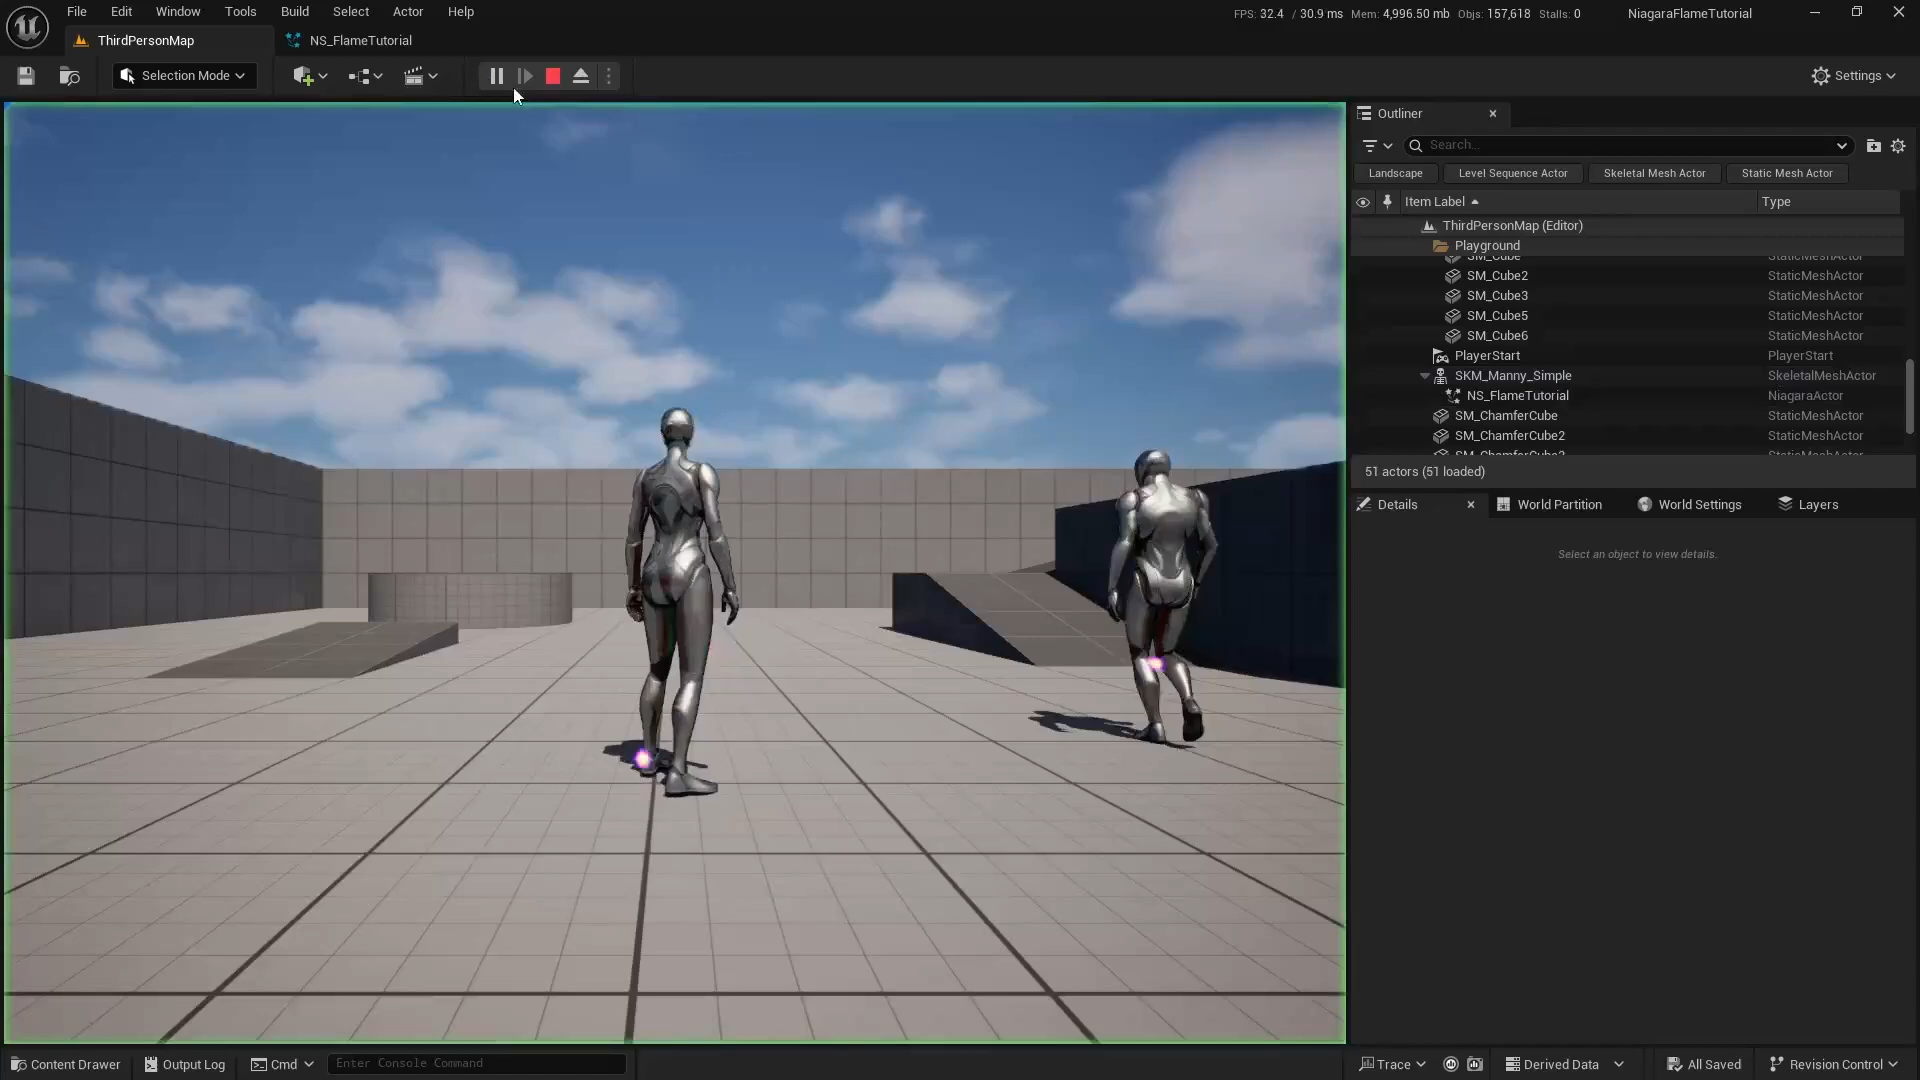 File Edit Window Tools Build Select Actor Help
FPS: 32.4 / 30.9 ms Mem: 4,996.50 mb Objs: 157,618 Stalls: 0
NiagaraFlameTutorial
ThirdPersonMap
NS_FlameTutorial
Selection Mode
Settings
Outliner
Search...
Landscape
Level Sequence Actor
Skeletal Mesh Actor
Static Mesh Actor
Item Label Type
ThirdPersonMap (Editor)
Playground
SM_Cube StaticMeshActor
SM_Cube2 StaticMeshActor
SM_Cube3 StaticMeshActor
SM_Cube5 StaticMeshActor
SM_Cube6 StaticMeshActor
PlayerStart PlayerStart
SKM_Manny_Simple SkeletalMeshActor
NS_FlameTutorial NiagaraActor
SM_ChamferCube StaticMeshActor
SM_ChamferCube2 StaticMeshActor
51 actors (51 loaded)
Details
World Partition
World Settings
Layers
Select an object to view details.
Content Drawer
Output Log
Cmd
Enter Console Command
Trace
Derived Data
All Saved
Revision Control